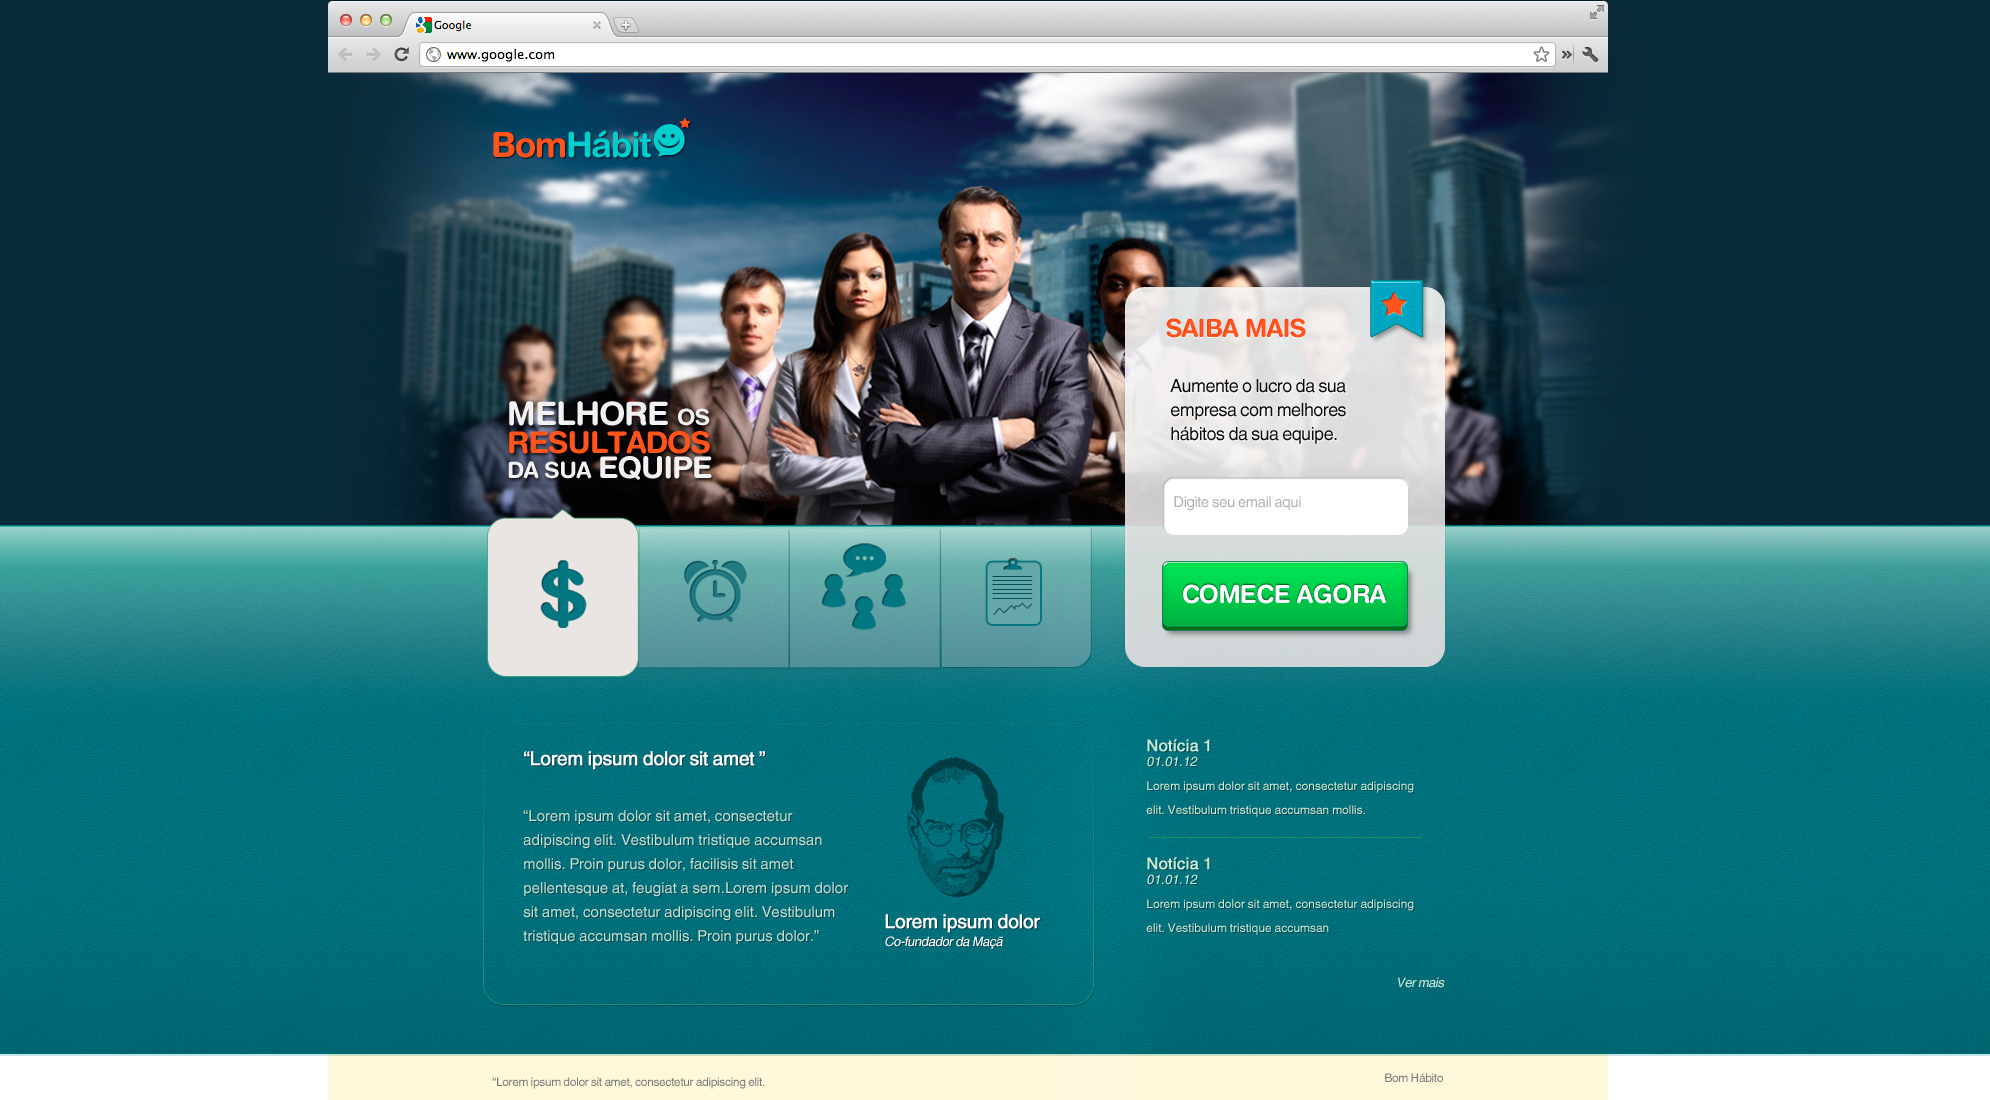 Google
www.google.com
BomHábit
MELHORE OS
RESULTADOS
DA SUA EQUIPE
SAIBA MAIS
Aumente o lucro da sua
empresa com melhores
hábitos da sua equipe.
Digite seu email aqui
COMECE AGORA
$
“Lorem ipsum dolor sit amet ”
“Lorem ipsum dolor sit amet, consectetur
adipiscing elit. Vestibulum tristique accumsan
mollis. Proin purus dolor, facilisis sit amet
pellentesque at, feugiat a sem.Lorem ipsum dolor
sit amet, consectetur adipiscing elit. Vestibulum
tristique accumsan mollis. Proin purus dolor.”
Lorem ipsum dolor
Co-fundador da Maçã
Notícia 1
01.01.12
Lorem ipsum dolor sit amet, consectetur adipiscing
elit. Vestibulum tristique accumsan mollis.
Notícia 1
01.01.12
Lorem ipsum dolor sit amet, consectetur adipiscing
elit. Vestibulum tristique accumsan
Ver mais
“Lorem ipsum dolor sit amet, consectetur adipiscing elit.
Bom Hábito